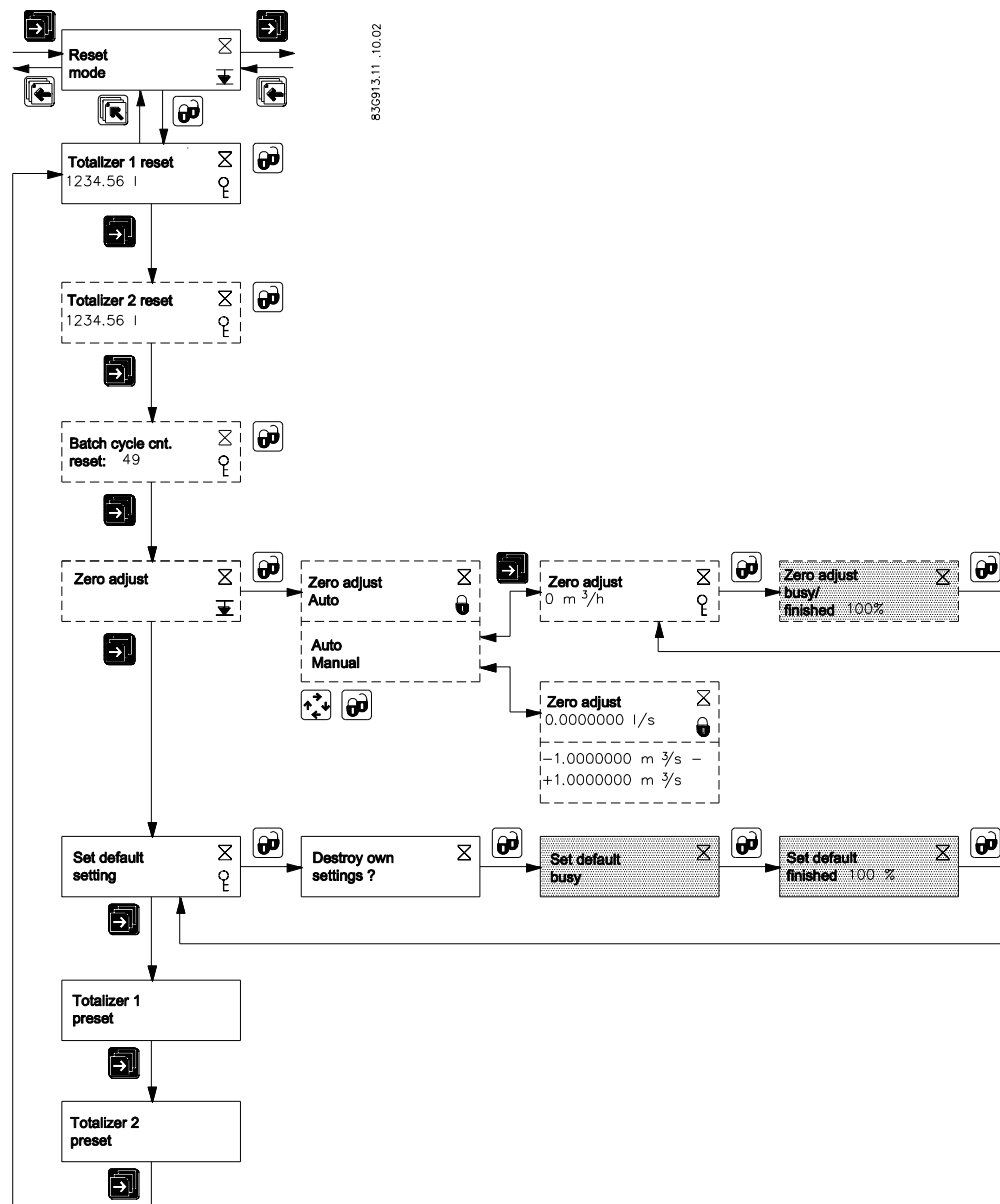 Reset
mode
83G913.11 .10.02
Totalizer 1 reset
1234.56 l
Totalizer 2 reset
1234.56 l
Batch cycle cnt.
reset: 49
Zero adjust
Zero adjust
Auto
Auto
Manual
Zero adjust
0 m³/h
Zero adjust
busy/
finished 100%
Zero adjust
0.0000000 l/s
−1.0000000 m³/s −
+1.0000000 m³/s
Set default
setting
Destroy own
settings ?
Set default
busy
Set default
finished 100 %
Totalizer 1
preset
Totalizer 2
preset